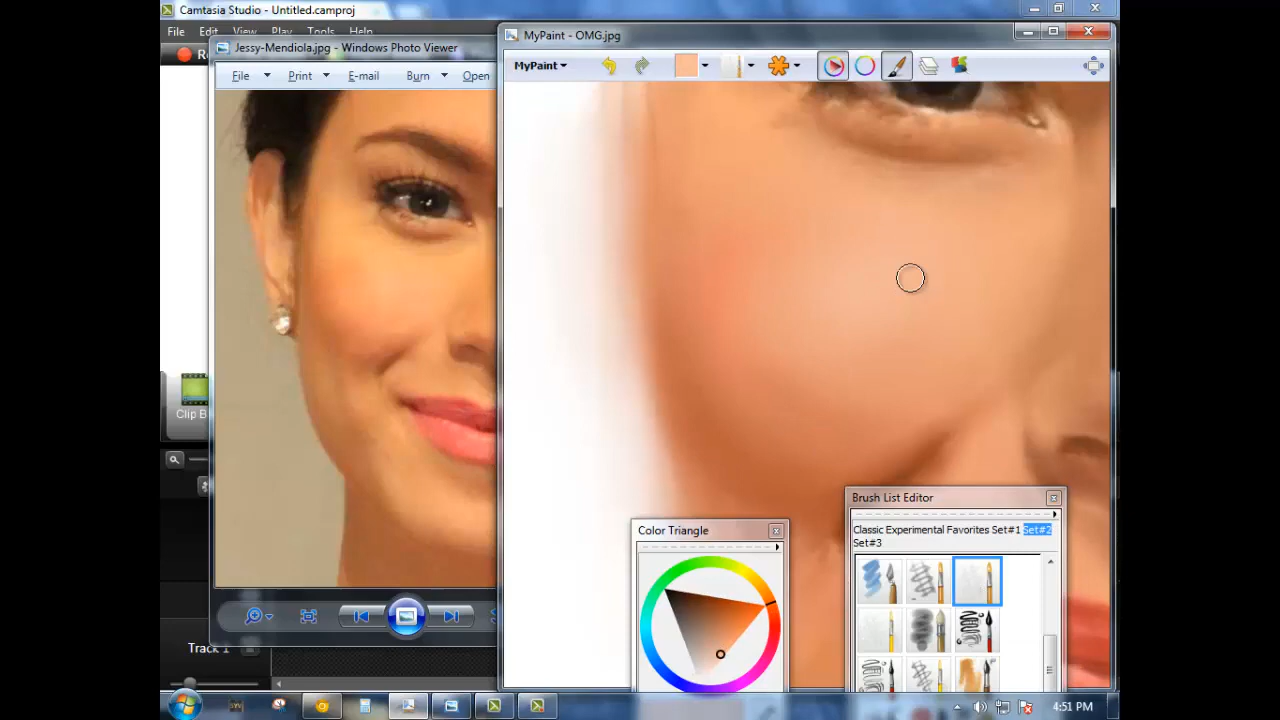 Camtasia Studio - Untitled.camproj
File Edit View Play Tools Help
Jessy-Mendiola.jpg - Windows Photo Viewer
File Print E-mail Burn Open
MyPaint - OMG.jpg
MyPaint
Clip B
Track 1
Color Triangle
Brush List Editor
Classic Experimental Favorites Set#1 Set#2
Set#3
4:51 PM